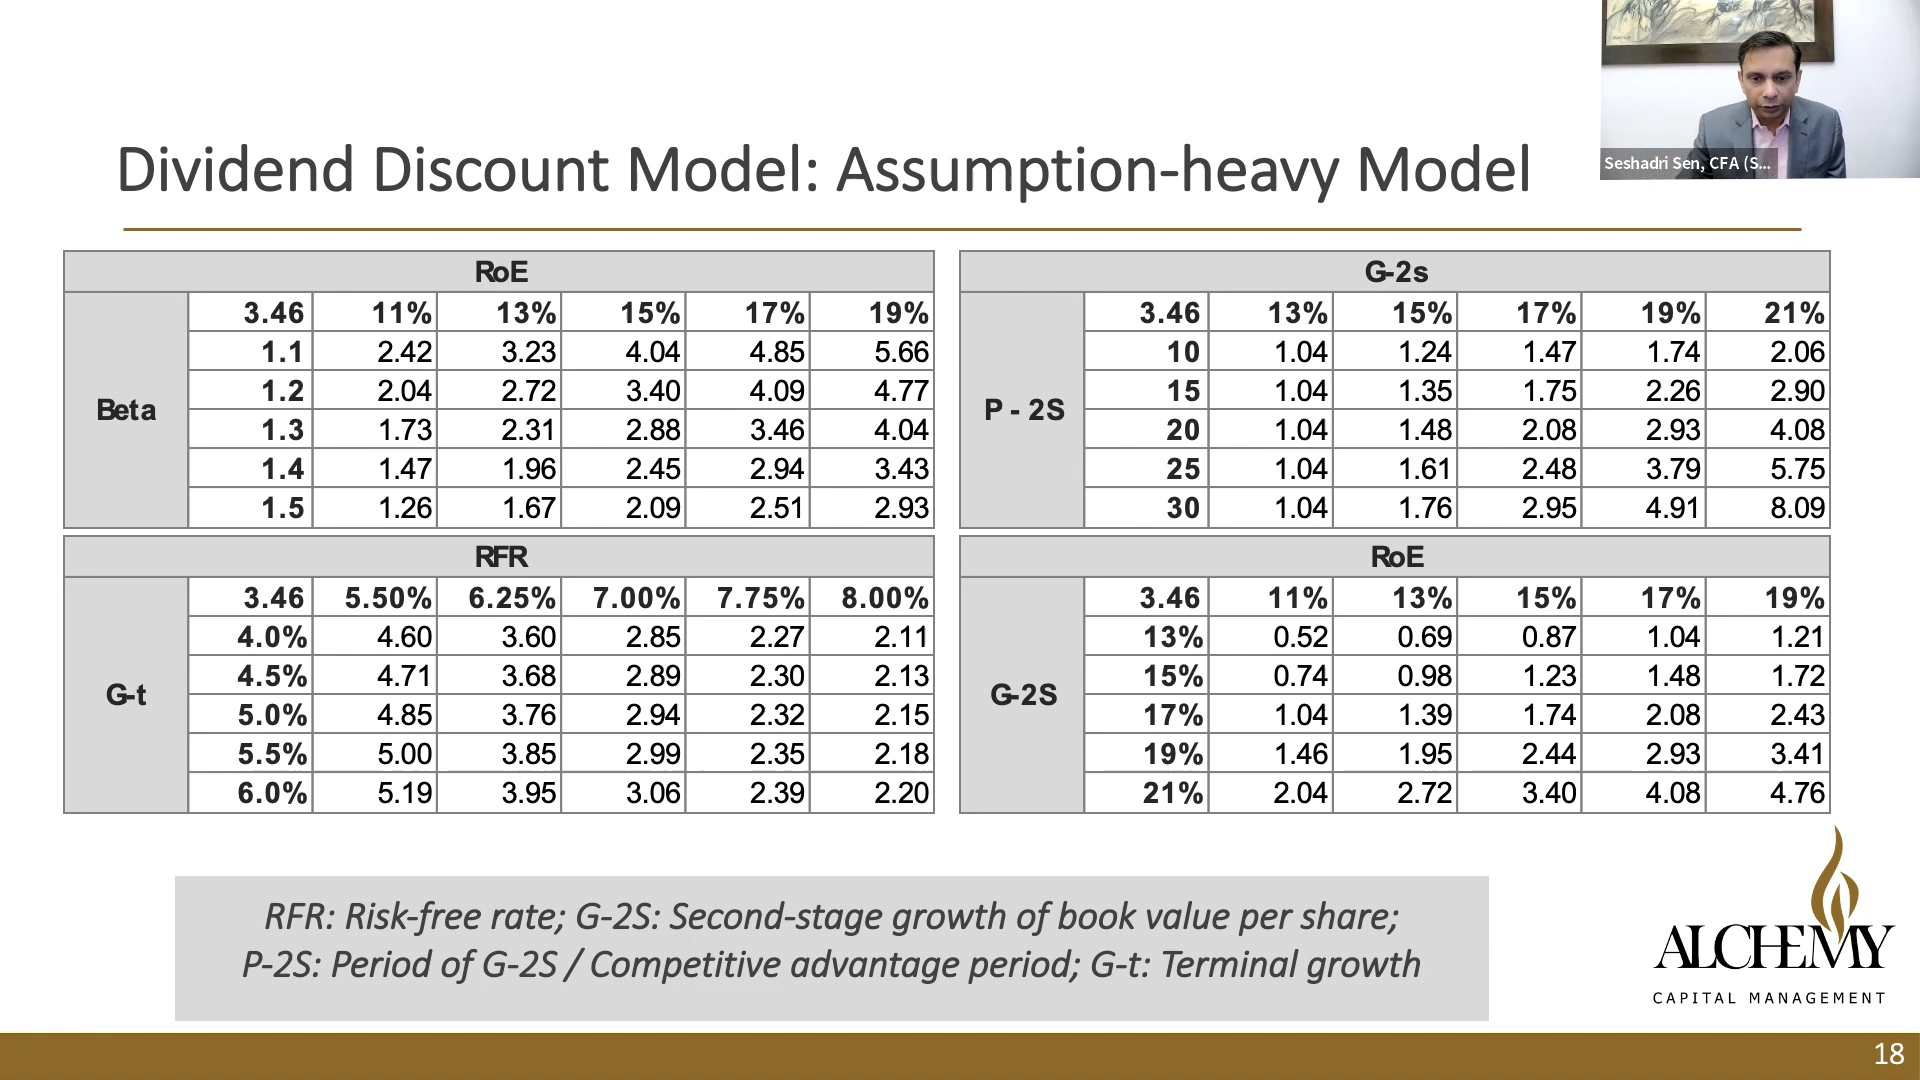 Seshadri Sen, CFA (S...
Dividend Discount Model: Assumption-heavy Model
RoE
Beta
3.46 11% 13% 15% 17% 19%
1.1 2.42 3.23 4.04 4.85 5.66
1.2 2.04 2.72 3.40 4.09 4.77
1.3 1.73 2.31 2.88 3.46 4.04
1.4 1.47 1.96 2.45 2.94 3.43
1.5 1.26 1.67 2.09 2.51 2.93
G-2s
P - 2S
3.46 13% 15% 17% 19% 21%
10 1.04 1.24 1.47 1.74 2.06
15 1.04 1.35 1.75 2.26 2.90
20 1.04 1.48 2.08 2.93 4.08
25 1.04 1.61 2.48 3.79 5.75
30 1.04 1.76 2.95 4.91 8.09
RFR
G-t
3.46 5.50% 6.25% 7.00% 7.75% 8.00%
4.0% 4.60 3.60 2.85 2.27 2.11
4.5% 4.71 3.68 2.89 2.30 2.13
5.0% 4.85 3.76 2.94 2.32 2.15
5.5% 5.00 3.85 2.99 2.35 2.18
6.0% 5.19 3.95 3.06 2.39 2.20
RoE
G-2S
3.46 11% 13% 15% 17% 19%
13% 0.52 0.69 0.87 1.04 1.21
15% 0.74 0.98 1.23 1.48 1.72
17% 1.04 1.39 1.74 2.08 2.43
19% 1.46 1.95 2.44 2.93 3.41
21% 2.04 2.72 3.40 4.08 4.76
RFR: Risk-free rate; G-2S: Second-stage growth of book value per share;
P-2S: Period of G-2S / Competitive advantage period; G-t: Terminal growth
ALCHEMY
CAPITAL MANAGEMENT
18